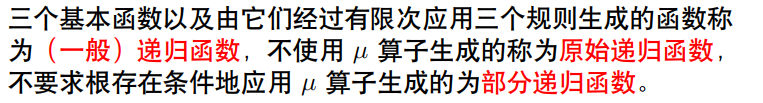 三个基本函数以及由它们经过有限次应用三个规则生成的函数称
为（一般）递归函数，不使用 μ 算子生成的称为原始递归函数，
不要求根存在条件地应用 μ 算子生成的为部分递归函数。